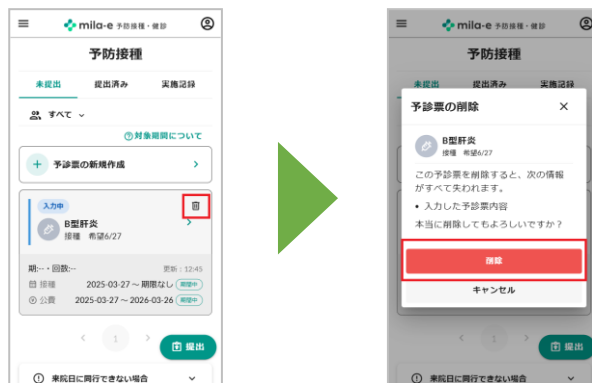 mila-e 予防接種・健診
予防接種
未提出 提出済み 実施記録
すべて
対象期間について
予診票の新規作成
入力中
B型肝炎
接種 希望6/27
期:-・回数:-- 更新：12:45
接種 2025-03-27 ～ 期限なし 期間中
公費 2025-03-27 ～ 2026-03-26 期間中
1
提出
来院日に同行できない場合
mila-e 予防接種・健診
予防接種
未提出 提出済み 実施記録
予診票の削除
B型肝炎
接種 希望6/27
この予診票を削除すると、次の情報
がすべて失われます。
• 入力した予診票内容
本当に削除してもよろしいですか？
削除
キャンセル
1
提出
来院日に同行できない場合